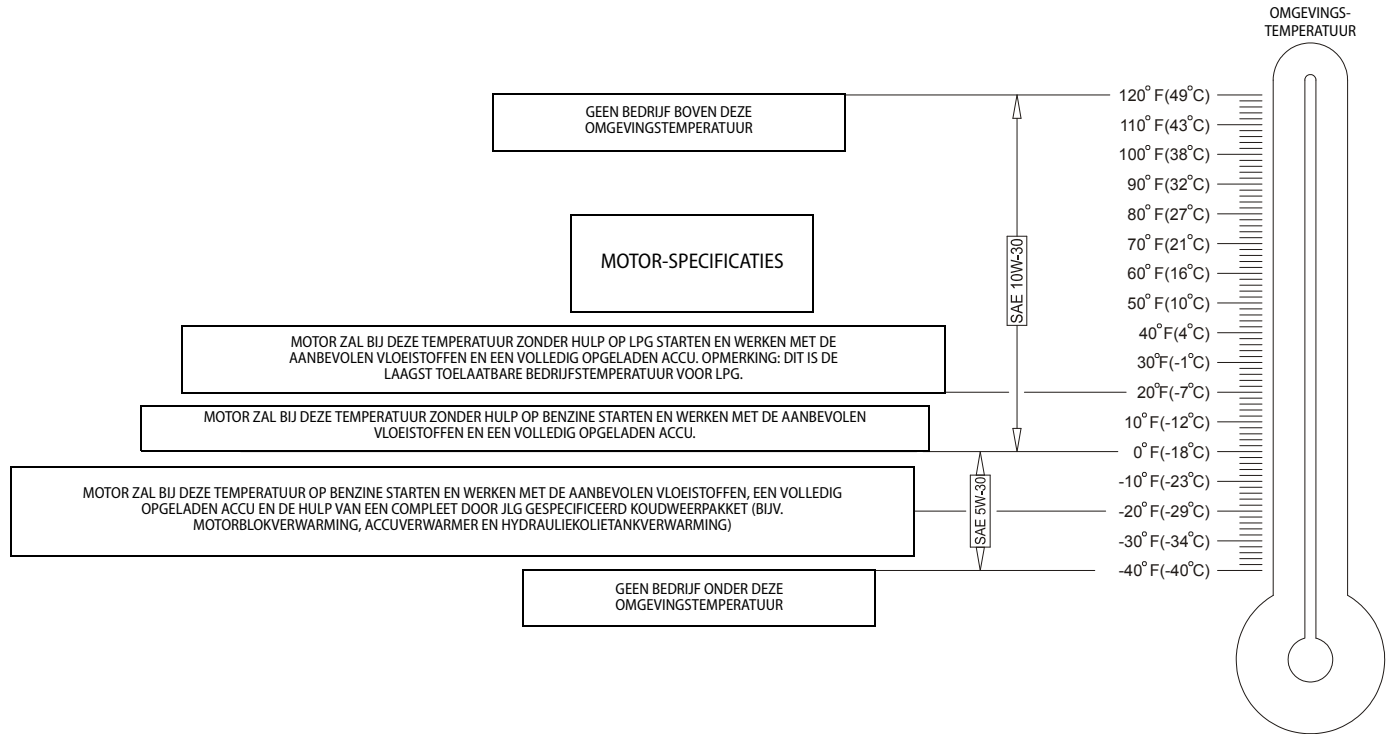 OMGEVINGS-
TEMPERATUUR
GEEN BEDRIJF BOVEN DEZE
OMGEVINGSTEMPERATUUR
120° F(49°C)
110° F(43°C)
100° F(38°C)
90° F(32°C)
80° F(27°C)
70° F(21°C)
60° F(16°C)
50° F(10°C)
40°F(4°C)
30°F(-1°C)
20°F(-7°C)
10°F(-12°C)
0° F(-18°C)
-10° F(-23°C)
-20° F(-29°C)
-30° F(-34°C)
-40° F(-40°C)
SAE 10W-30
SAE 5W-30
MOTOR-SPECIFICATIES
MOTOR ZAL BIJ DEZE TEMPERATUUR ZONDER HULP OP LPG STARTEN EN WERKEN MET DE
AANBEVOLEN VLOEISTOFFEN EN EEN VOLLEDIG OPGELADEN ACCU. OPMERKING: DIT IS DE
LAAGST TOELAATBARE BEDRIJFSTEMPERATUUR VOOR LPG.
MOTOR ZAL BIJ DEZE TEMPERATUUR ZONDER HULP OP BENZINE STARTEN EN WERKEN MET DE AANBEVOLEN
VLOEISTOFFEN EN EEN VOLLEDIG OPGELADEN ACCU.
MOTOR ZAL BIJ DEZE TEMPERATUUR OP BENZINE STARTEN EN WERKEN MET DE AANBEVOLEN VLOEISTOFFEN, EEN VOLLEDIG
OPGELADEN ACCU EN DE HULP VAN EEN COMPLEET DOOR JLG GESPECIFICEERD KOUDWEERPAKKET (BIJV.
MOTORBLOKVERWARMING, ACCUVERWARMER EN HYDRAULIEKOLIETANKVERWARMING)
GEEN BEDRIJF ONDER DEZE
OMGEVINGSTEMPERATUUR